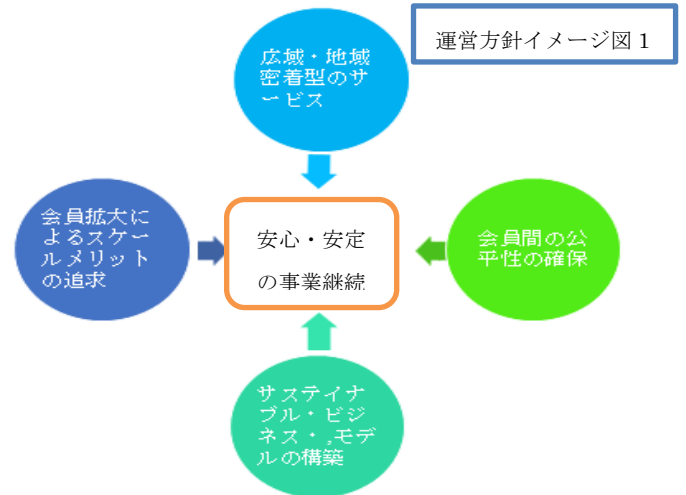 運営方針イメージ図1
広域・地域
密着型のサ
ービス
会員拡大に
よるスケー
ルメリット
の追求
安心・安定
の事業継続
会員間の公
平性の確保
サステイナ
ブル・ビジ
ネス・,モデ
ルの構築